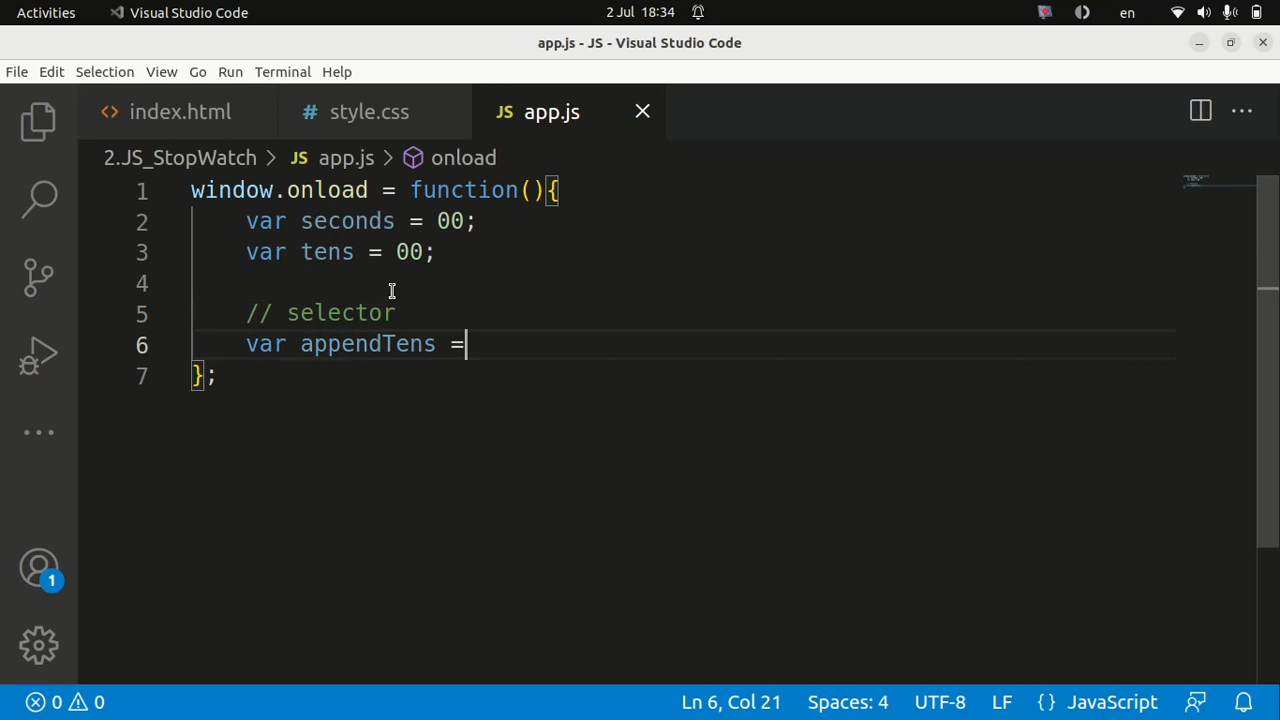 Activities Visual Studio Code 2 Jul 18:34 en
app.js - JS - Visual Studio Code
File Edit Selection View Go Run Terminal Help
<> index.html # style.css JS app.js
2.JS_StopWatch > JS app.js > onload
1 window.onload = function(){
2 var seconds = 00;
3 var tens = 00;
4
5 // selector
6 var appendTens =
7 };
1
0 0 Ln 6, Col 21 Spaces: 4 UTF-8 LF {} JavaScript